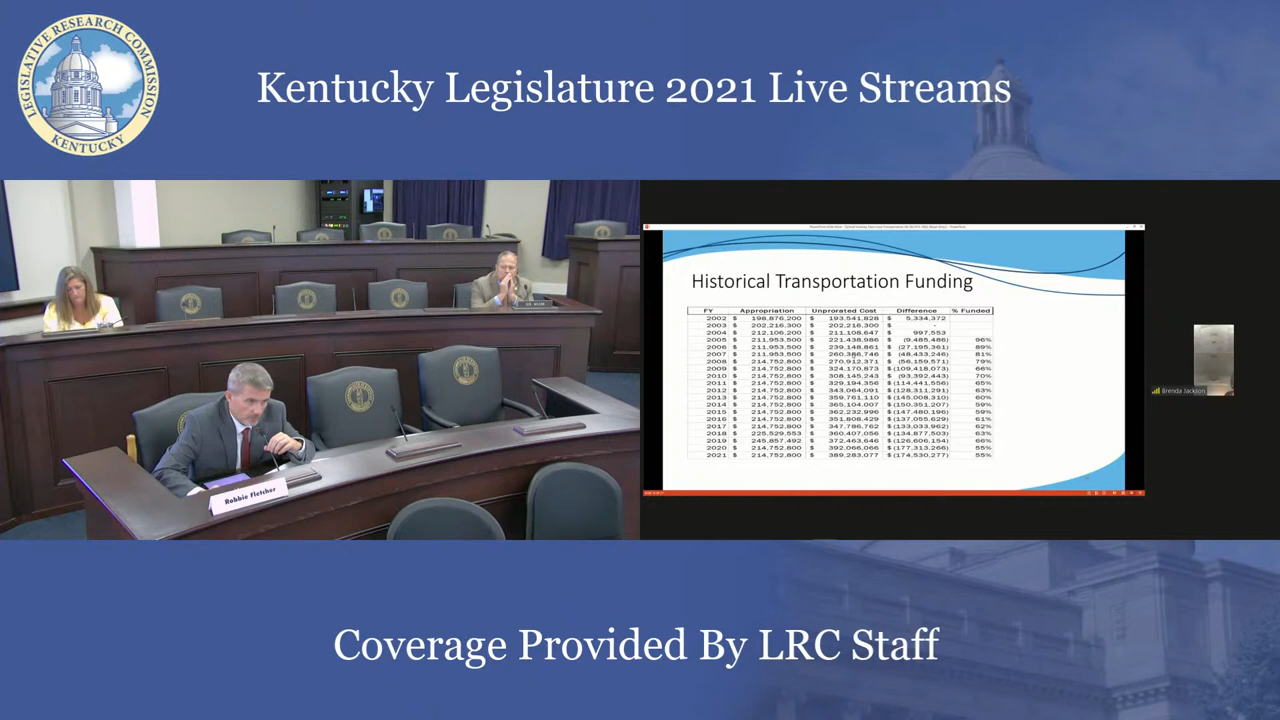 LEGISLATIVE RESEARCH COMMISSION
KENTUCKY
Kentucky Legislature 2021 Live Streams
Historical Transportation Funding
FY Appropriation Unprorated Cost Difference % Funded
2002 $ 198,876,200 $ 193,541,828 $ 5,334,372
2003 $ 202,216,300 $ 202,216,300 $ -
2004 $ 212,106,200 $ 211,108,647 $ 997,553
2005 $ 211,953,500 $ 221,438,986 $ (9,485,486) 96%
2006 $ 211,953,500 $ 239,148,861 $ (27,195,361) 89%
2007 $ 211,953,500 $ 260,386,746 $ (48,433,246) 81%
2008 $ 214,752,800 $ 270,912,371 $ (56,159,571) 79%
2009 $ 214,752,800 $ 324,170,873 $ (109,418,073) 66%
2010 $ 214,752,800 $ 308,145,243 $ (93,392,443) 70%
2011 $ 214,752,800 $ 329,194,356 $ (114,441,556) 65%
2012 $ 214,752,800 $ 343,064,091 $ (128,311,291) 63%
2013 $ 214,752,800 $ 359,761,110 $ (145,008,310) 60%
2014 $ 214,752,800 $ 365,104,007 $ (150,351,207) 59%
2015 $ 214,752,800 $ 362,232,996 $ (147,480,196) 59%
2016 $ 214,752,800 $ 351,808,429 $ (137,055,629) 61%
2017 $ 214,752,800 $ 347,786,762 $ (133,033,962) 62%
2018 $ 225,529,553 $ 360,407,056 $ (134,877,503) 63%
2019 $ 245,857,492 $ 372,463,646 $ (126,606,154) 66%
2020 $ 214,752,800 $ 392,066,066 $ (177,313,266) 55%
2021 $ 214,752,800 $ 389,283,077 $ (174,530,277) 55%
Brenda Jackson
Robbie Fletcher
Coverage Provided By LRC Staff